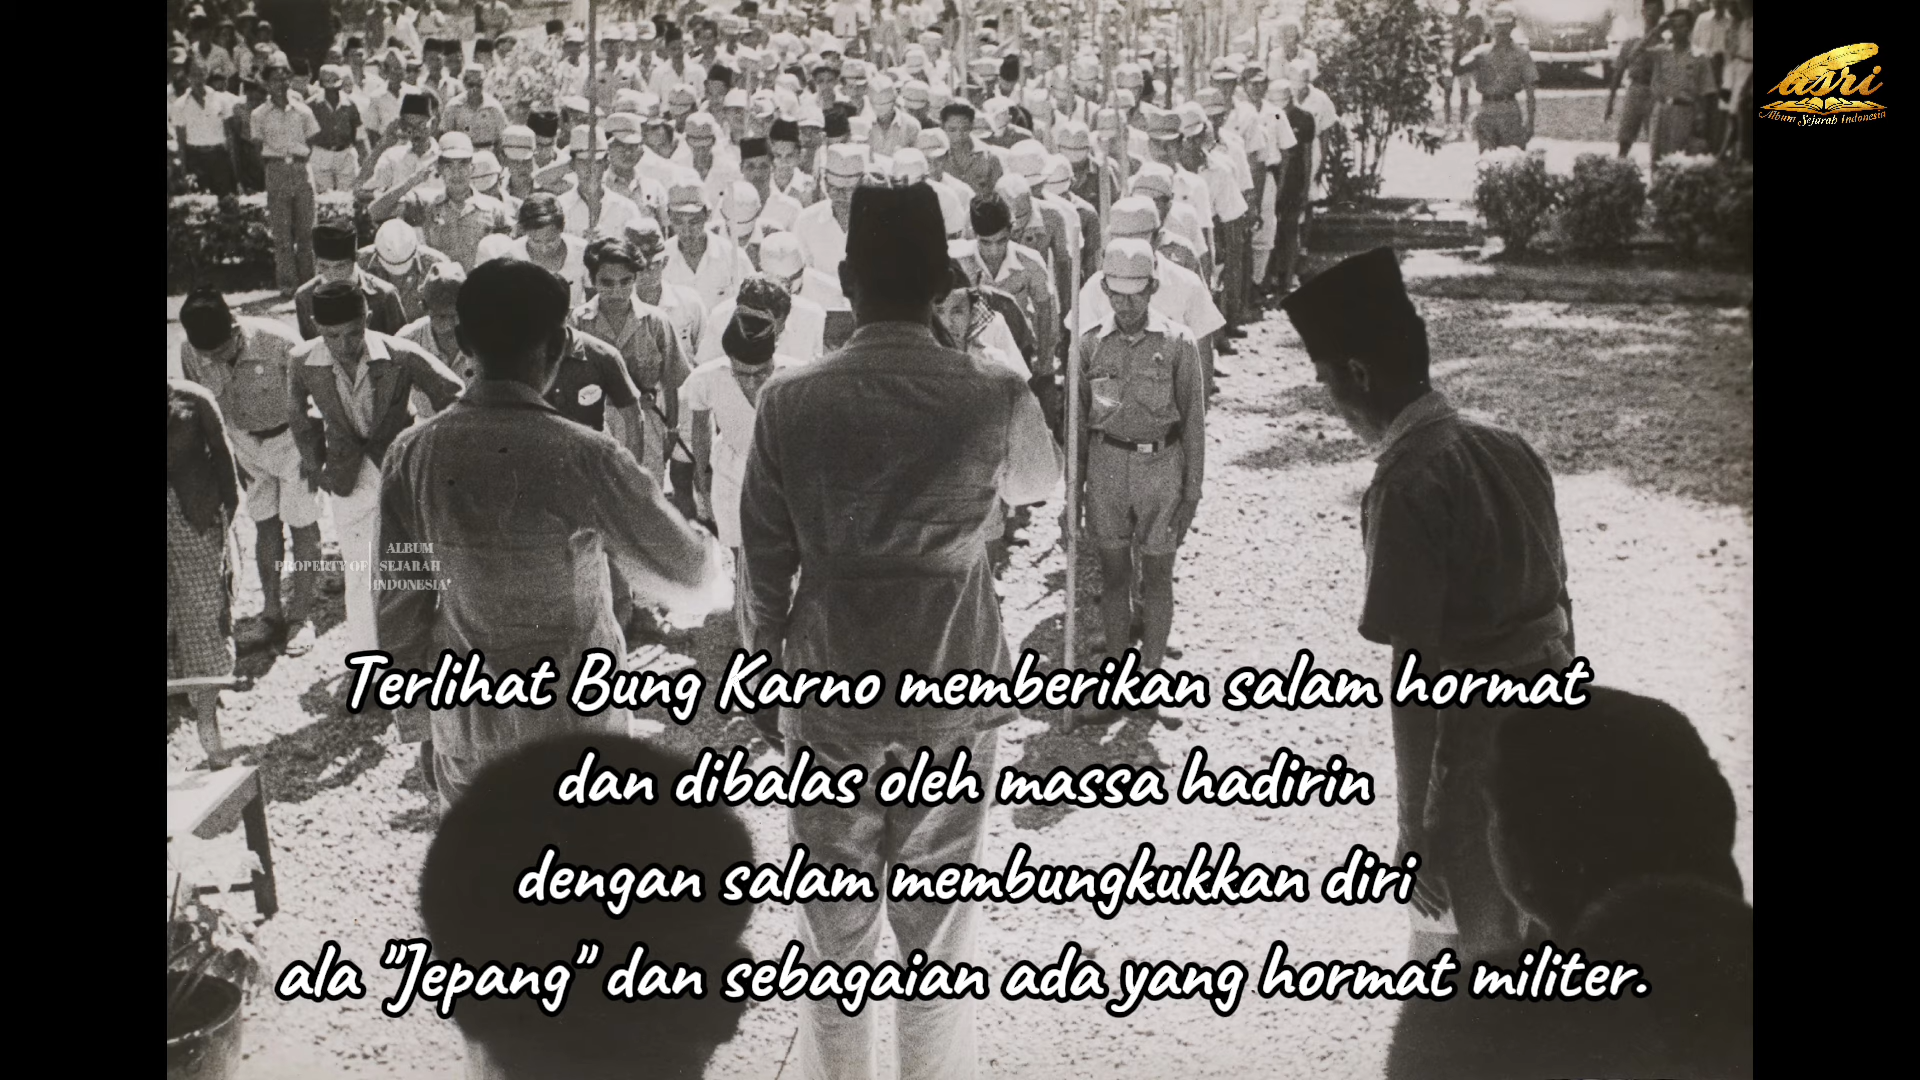 asri
Album Sejarah Indonesia
PROPERTY OF
ALBUM
SEJARAH
INDONESIA
Terlihat Bung Karno memberikan salam hormat
dan dibalas oleh massa hadirin
dengan salam membungkukkan diri
ala "Jepang" dan sebagaian ada yang hormat militer.